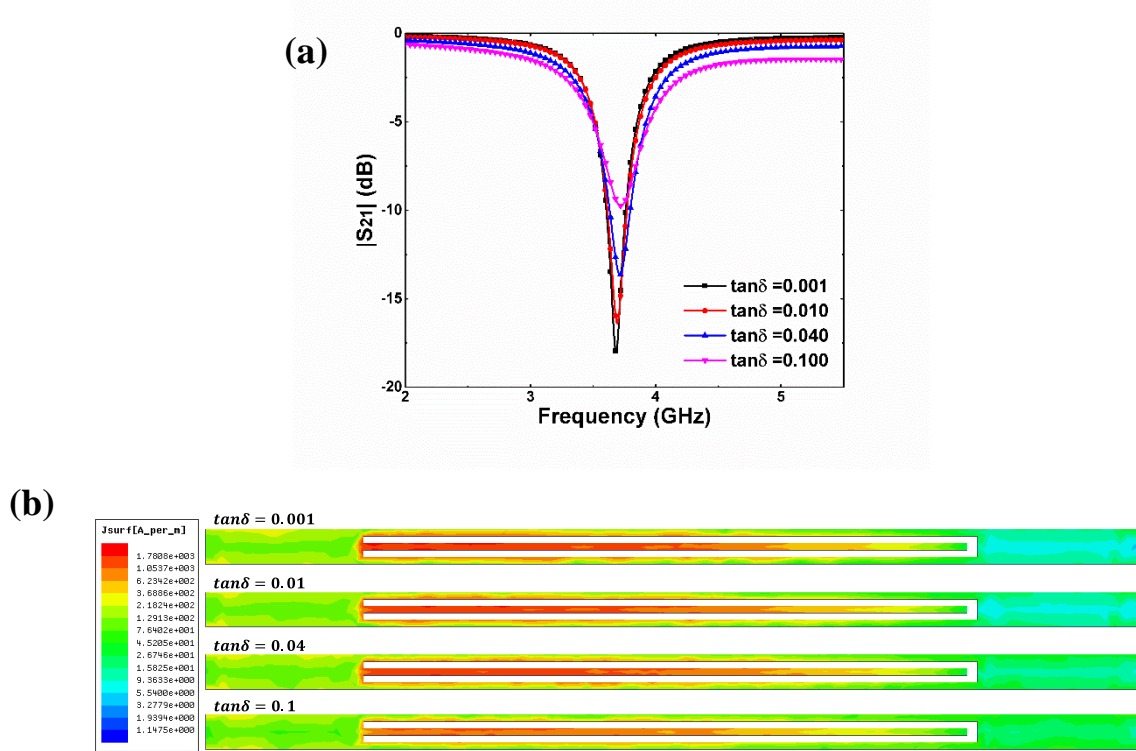 (a)
0
-5
-10
-15
-20
|S21| (dB)
tanδ =0.001
tanδ =0.010
tanδ =0.040
tanδ =0.100
2 3 4 5
Frequency (GHz)
(b)
Jsurf[A_per_m]
1.7800e+003
1.0537e+003
6.2342e+002
3.6886e+002
2.1824e+002
1.2913e+002
7.6402e+001
4.5205e+001
2.6746e+001
1.5825e+001
9.3633e+000
5.5400e+000
3.2779e+000
1.9394e+000
1.1475e+000
tanδ = 0.001
tanδ = 0.01
tanδ = 0.04
tanδ = 0.1